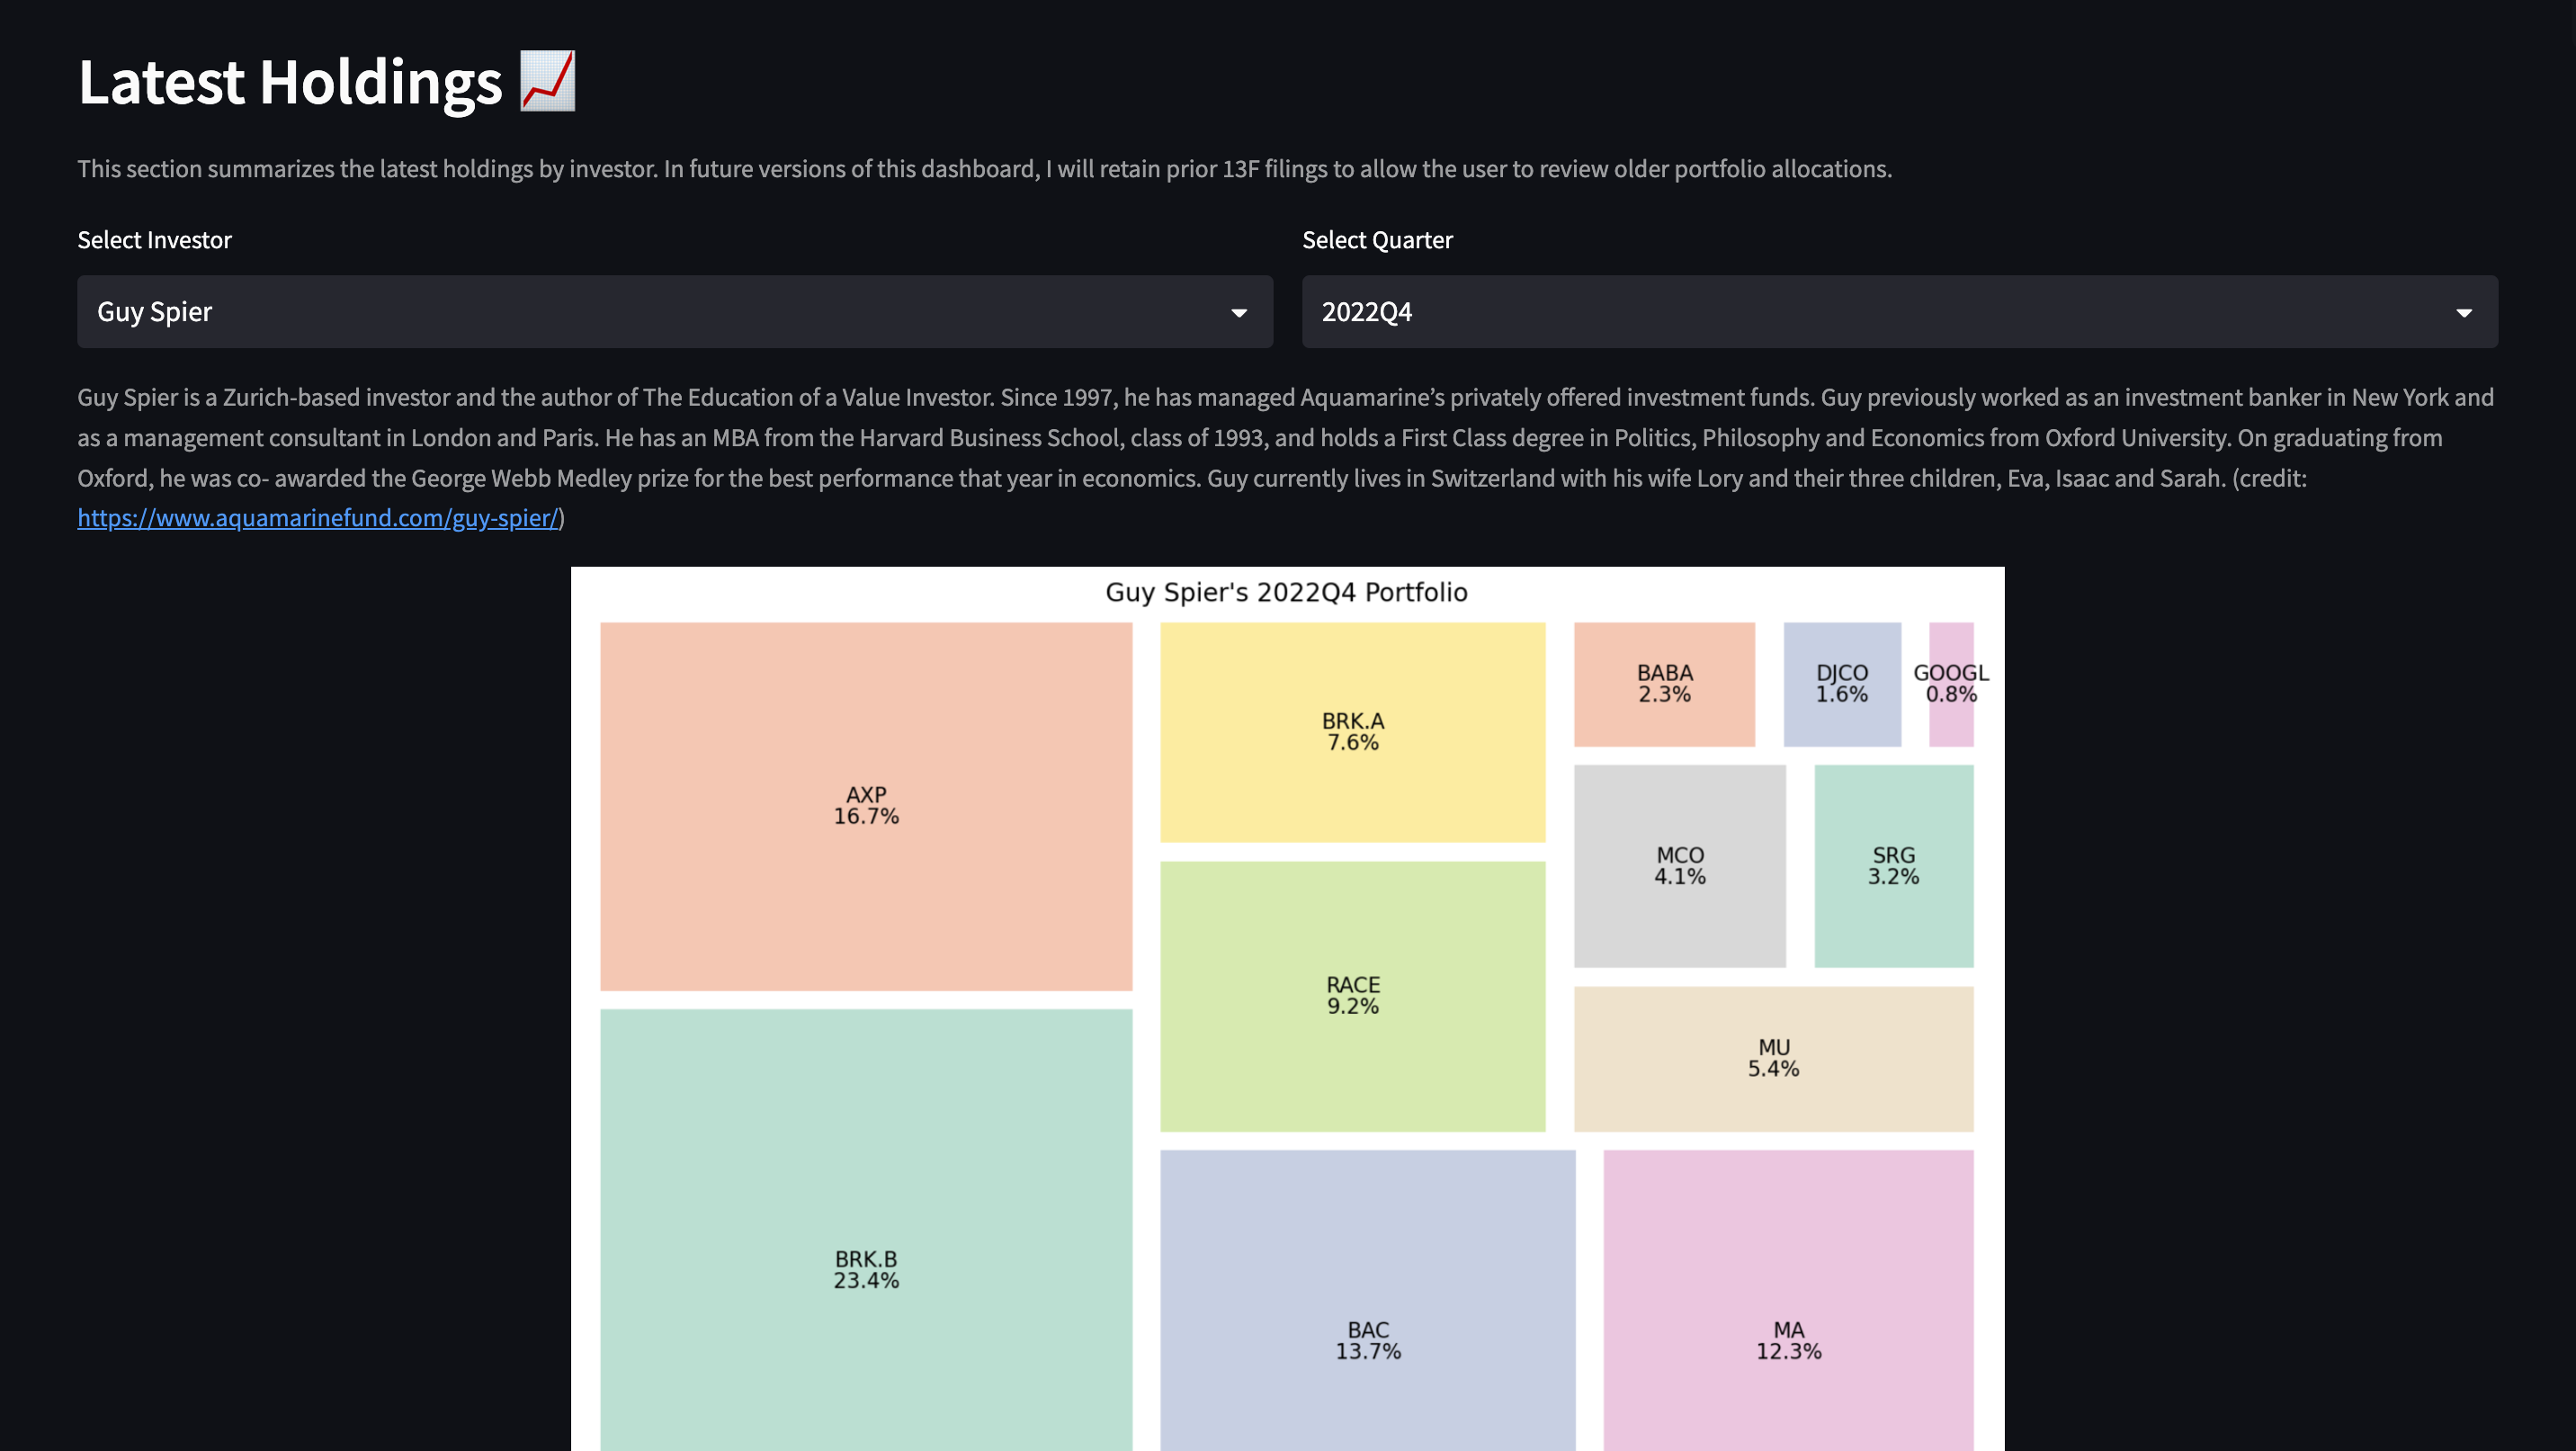 Latest Holdings 📈
This section summarizes the latest holdings by investor. In future versions of this dashboard, I will retain prior 13F filings to allow the user to review older portfolio allocations.
Select Investor
Select Quarter
Guy Spier
2022Q4
Guy Spier is a Zurich-based investor and the author of The Education of a Value Investor. Since 1997, he has managed Aquamarine’s privately offered investment funds. Guy previously worked as an investment banker in New York and
as a management consultant in London and Paris. He has an MBA from the Harvard Business School, class of 1993, and holds a First Class degree in Politics, Philosophy and Economics from Oxford University. On graduating from
Oxford, he was co- awarded the George Webb Medley prize for the best performance that year in economics. Guy currently lives in Switzerland with his wife Lory and their three children, Eva, Isaac and Sarah. (credit:
https://www.aquamarinefund.com/guy-spier/)
Guy Spier's 2022Q4 Portfolio
AXP
16.7%
BRK.A
7.6%
BABA
2.3%
DJCO
1.6%
GOOGL
0.8%
MCO
4.1%
SRG
3.2%
RACE
9.2%
MU
5.4%
BRK.B
23.4%
BAC
13.7%
MA
12.3%